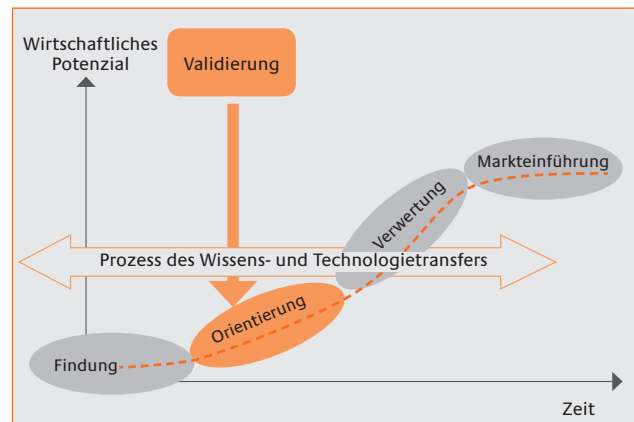 Wirtschaftliches
Potenzial
Validierung
Markteinführung
Verwertung
Prozess des Wissens- und Technologietransfers
Orientierung
Findung
Zeit